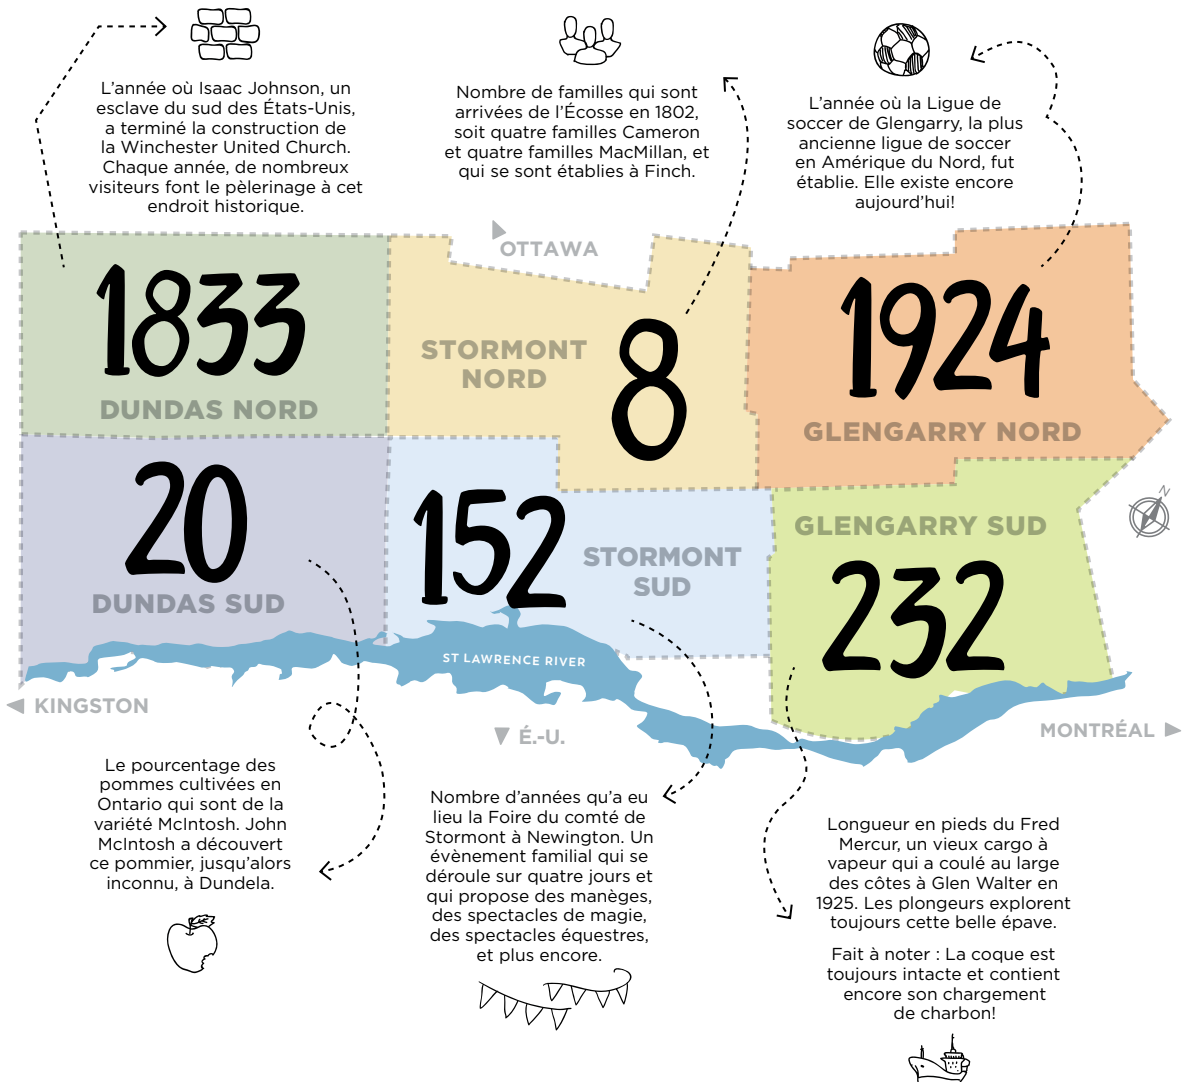 L'année où Isaac Johnson, un
esclave du sud des États-Unis,
a terminé la construction de
la Winchester United Church.
Chaque année, de nombreux
visiteurs font le pèlerinage à cet
endroit historique.
Nombre de familles qui sont
arrivées de l'Écosse en 1802,
soit quatre familles Cameron
et quatre familles MacMillan, et
qui se sont établies à Finch.
L'année où la Ligue de
soccer de Glengarry, la plus
ancienne ligue de soccer
en Amérique du Nord, fut
établie. Elle existe encore
aujourd'hui!
OTTAWA
1833
DUNDAS NORD
STORMONT
NORD
8
1924
GLENGARRY NORD
20
DUNDAS SUD
152
STORMONT
SUD
GLENGARRY SUD
232
N
ST LAWRENCE RIVER
KINGSTON
É.-U.
MONTRÉAL
Le pourcentage des
pommes cultivées en
Ontario qui sont de la
variété McIntosh. John
McIntosh a découvert
ce pommier, jusqu'alors
inconnu, à Dundela.
Nombre d'années qu'a eu
lieu la Foire du comté de
Stormont à Newington. Un
évènement familial qui se
déroule sur quatre jours et
qui propose des manèges,
des spectacles de magie,
des spectacles équestres,
et plus encore.
Longueur en pieds du Fred
Mercur, un vieux cargo à
vapeur qui a coulé au large
des côtes à Glen Walter en
1925. Les plongeurs explorent
toujours cette belle épave.
Fait à noter : La coque est
toujours intacte et contient
encore son chargement
de charbon!